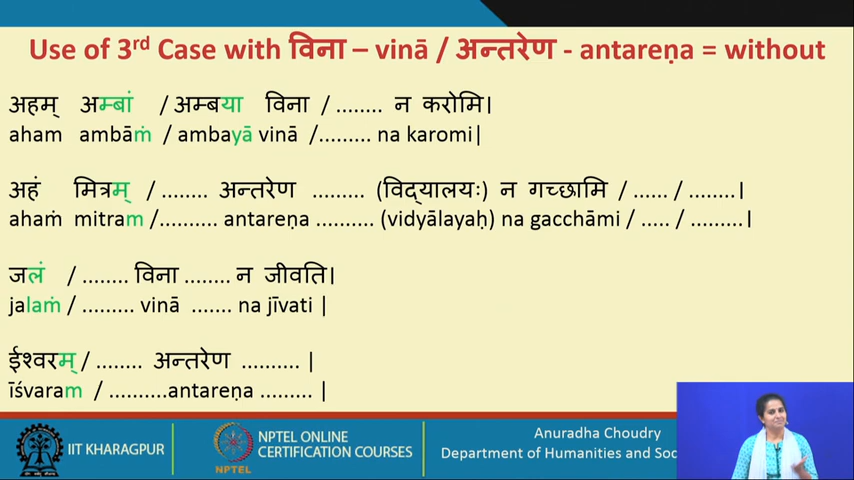 Use of 3rd Case with विना – vinā / अन्तरेण - antareṇa = without
अहम् अम्बां / अम्बया विना / ........ न करोमि।
aham ambāṁ / ambayā vinā /......... na karomi|
अहं मित्रम् / ........ अन्तरेण ......... (विद्यालयः) न गच्छामि / ...... / ........।
ahaṁ mitram /.......... antareṇa .......... (vidyālayaḥ) na gacchāmi / ..... / .........।
जलं / ........ विना ........ न जीवति।
jalaṁ / ......... vinā ....... na jīvati |
ईश्वरम् / ........ अन्तरेण .......... |
īśvaram / ..........antareṇa ......... |
IIT KHARAGPUR
NPTEL
NPTEL ONLINE
CERTIFICATION COURSES
Anuradha Choudry
Department of Humanities and Soc